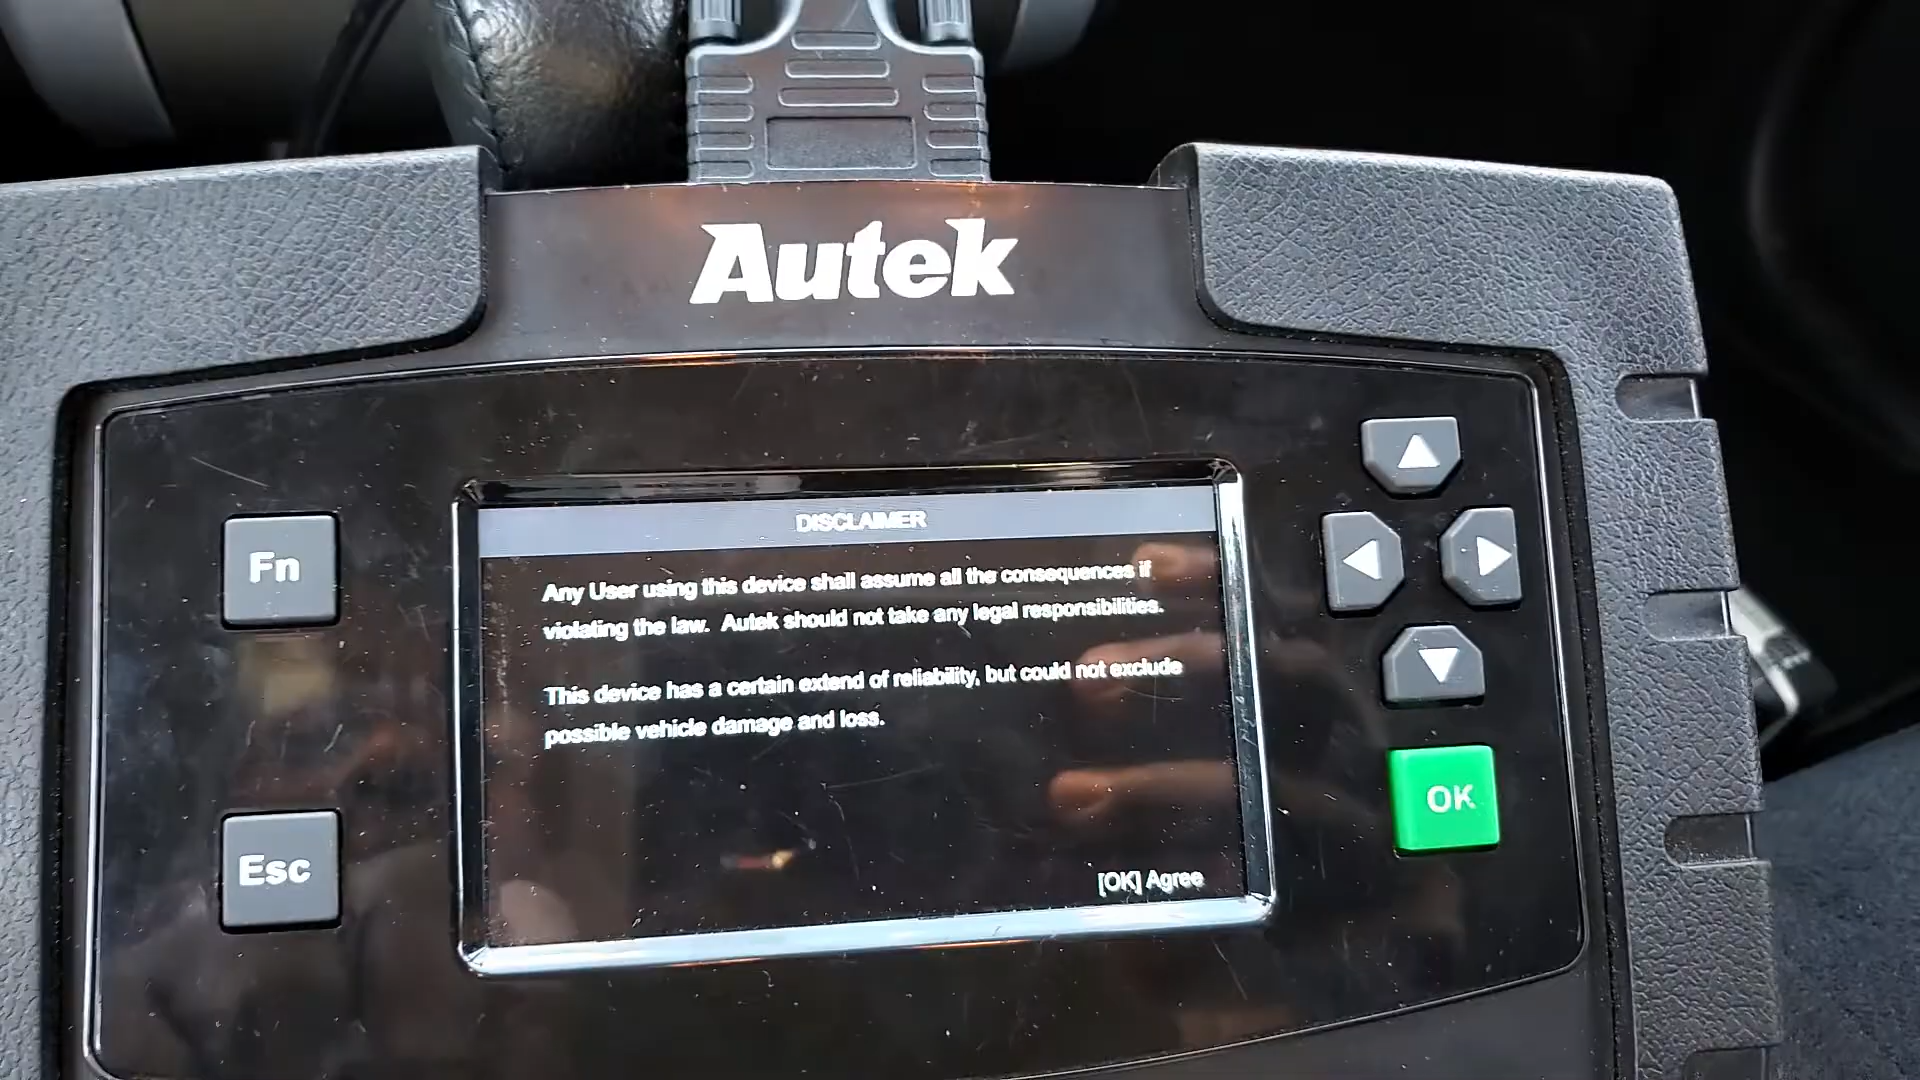 Autek
DISCLAIMER
Any User using this device shall assume all the consequences if
violating the law. Autek should not take any legal responsibilities.
This device has a certain extend of reliability, but could not exclude
possible vehicle damage and loss.
[OK] Agree
Fn
Esc
OK